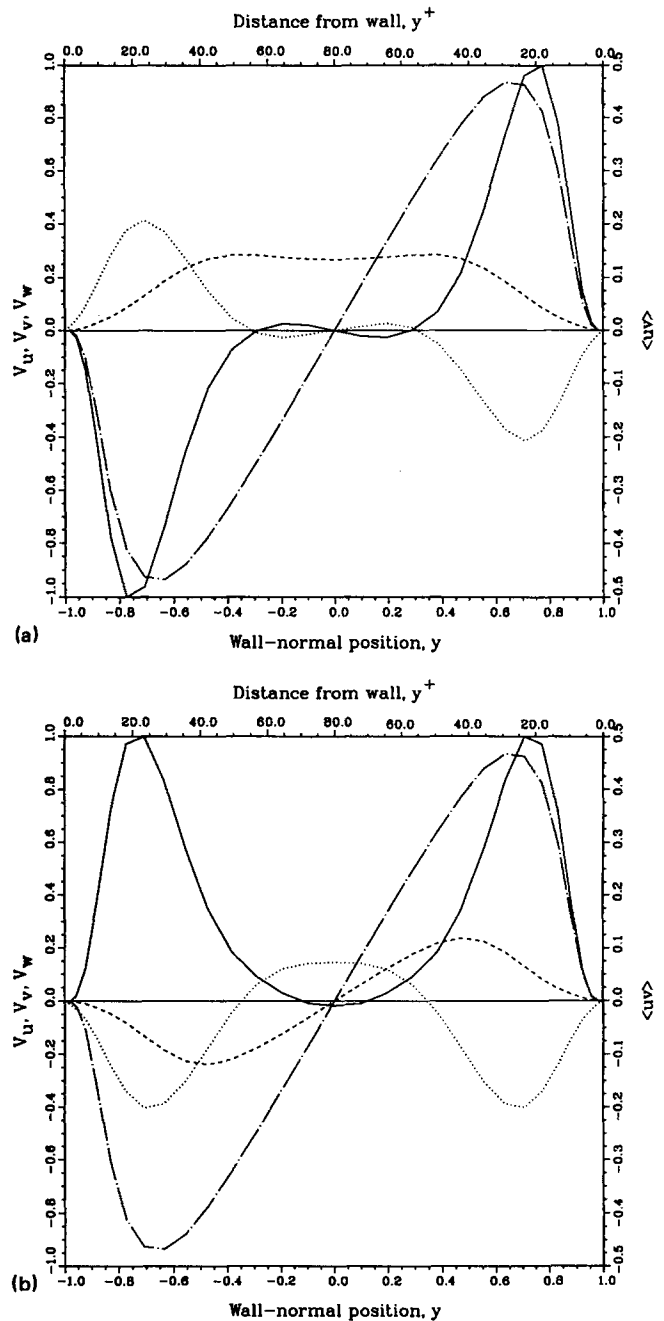 Distance from wall, y+
0.0 20.0 40.0 60.0 80.0 60.0 40.0 20.0 0.0
1.0 0.8 0.6 0.4 0.2 0.0 -0.2 -0.4 -0.6 -0.8 -1.0
Vu, Vv, Vw
0.5 0.4 0.3 0.2 0.1 0.0 -0.1 -0.2 -0.3 -0.4 -0.5
<uv>
-1.0 -0.8 -0.6 -0.4 -0.2 0.0 0.2 0.4 0.6 0.8 1.0
Wall-normal position, y
(a)
Distance from wall, y+
0.0 20.0 40.0 60.0 80.0 60.0 40.0 20.0 0.0
1.0 0.8 0.6 0.4 0.2 0.0 -0.2 -0.4 -0.6 -0.8 -1.0
Vu, Vv, Vw
0.5 0.4 0.3 0.2 0.1 0.0 -0.1 -0.2 -0.3 -0.4 -0.5
<uv>
-1.0 -0.8 -0.6 -0.4 -0.2 0.0 0.2 0.4 0.6 0.8 1.0
Wall-normal position, y
(b)